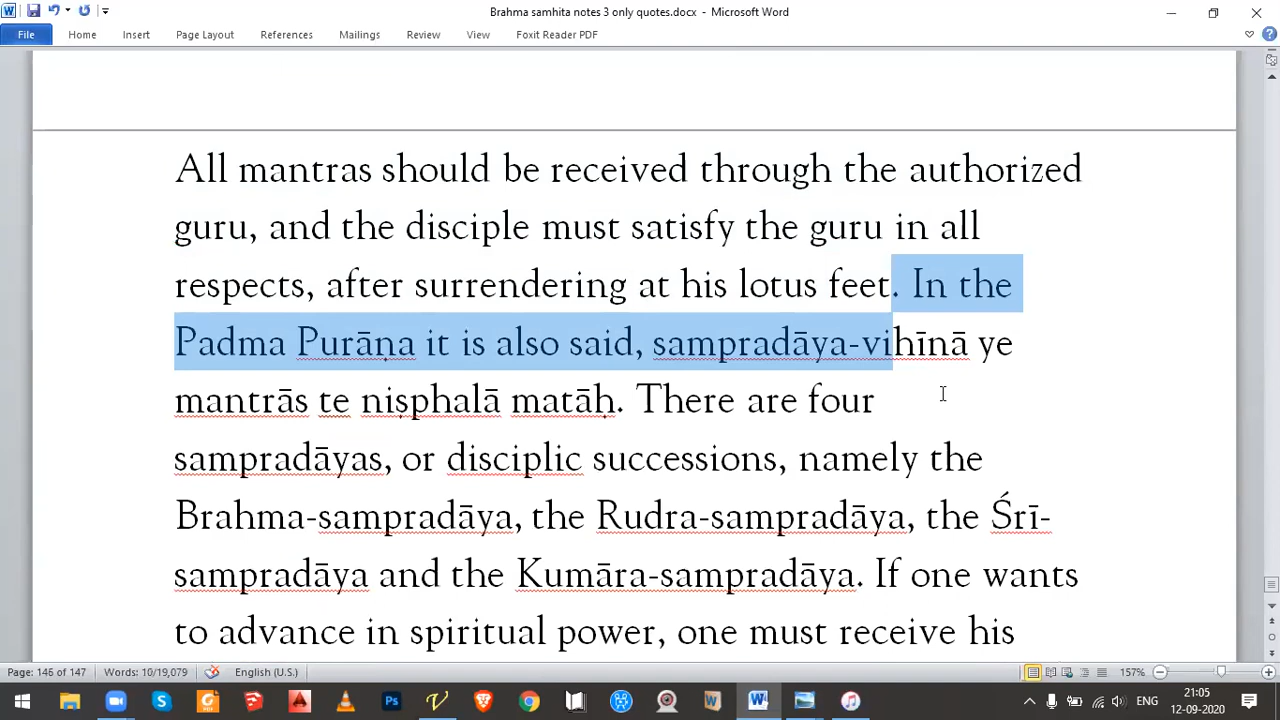 Brahma samhita notes 3 only quotes.docx - Microsoft Word
File Home Insert Page Layout References Mailings Review View Foxit Reader PDF
All mantras should be received through the authorized
guru, and the disciple must satisfy the guru in all
respects, after surrendering at his lotus feet. In the
Padma Purāṇa it is also said, sampradāya-vihīnā ye
mantrās te niṣphalā matāḥ. There are four
sampradāyas, or disciplic successions, namely the
Brahma-sampradāya, the Rudra-sampradāya, the Śrī-
sampradāya and the Kumāra-sampradāya. If one wants
to advance in spiritual power, one must receive his
Page: 146 of 147 Words: 10/19,079 English (U.S.) 157%
ENG 21:05
12-09-2020